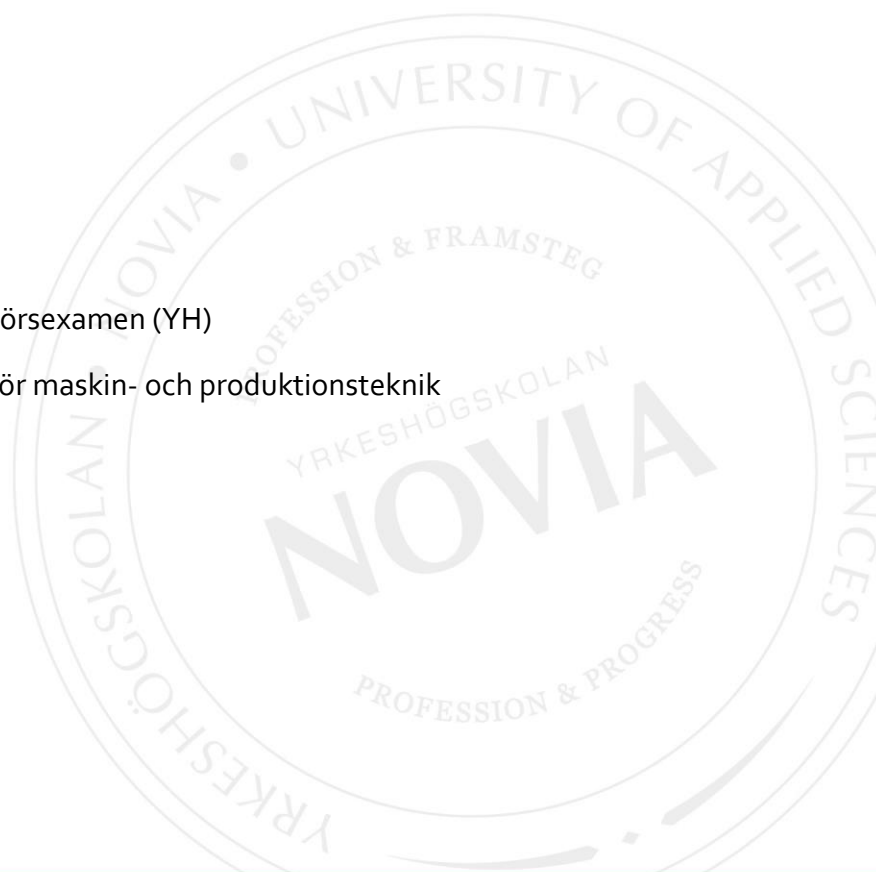 YRKESHÖGSKOLAN • NOVIA • UNIVERSITY OF APPLIED SCIENCES
PROFESSION & FRAMSTEG
örsexamen (YH)
ör maskin- och produktionsteknik
YRKESHÖGSKOLAN
NOVIA
PROFESSION & PROGRESS